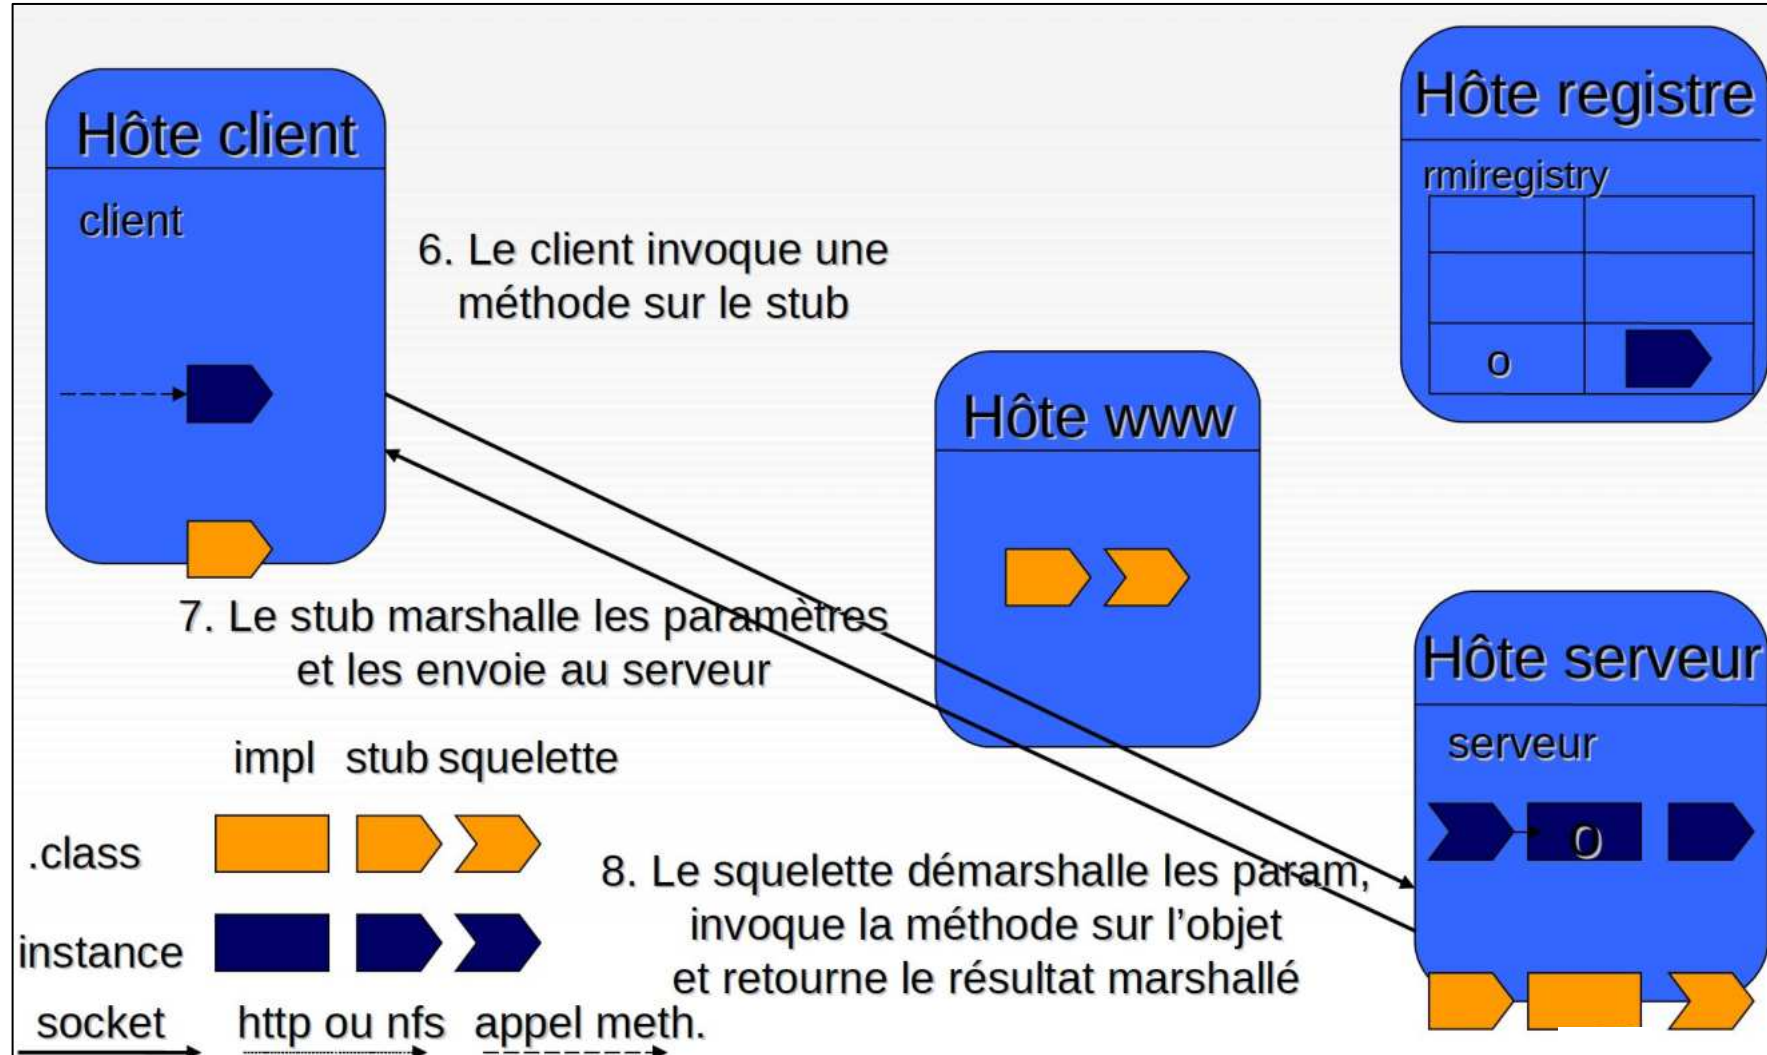 Hôte client
client
6. Le client invoque une
méthode sur le stub
Hôte registre
rmiregistry
o
Hôte www
7. Le stub marshalle les paramètres
et les envoie au serveur
Hôte serveur
serveur
o
impl stub squelette
.class
instance
socket http ou nfs appel meth.
8. Le squelette démarshalle les param,
invoque la méthode sur l’objet
et retourne le résultat marshallé